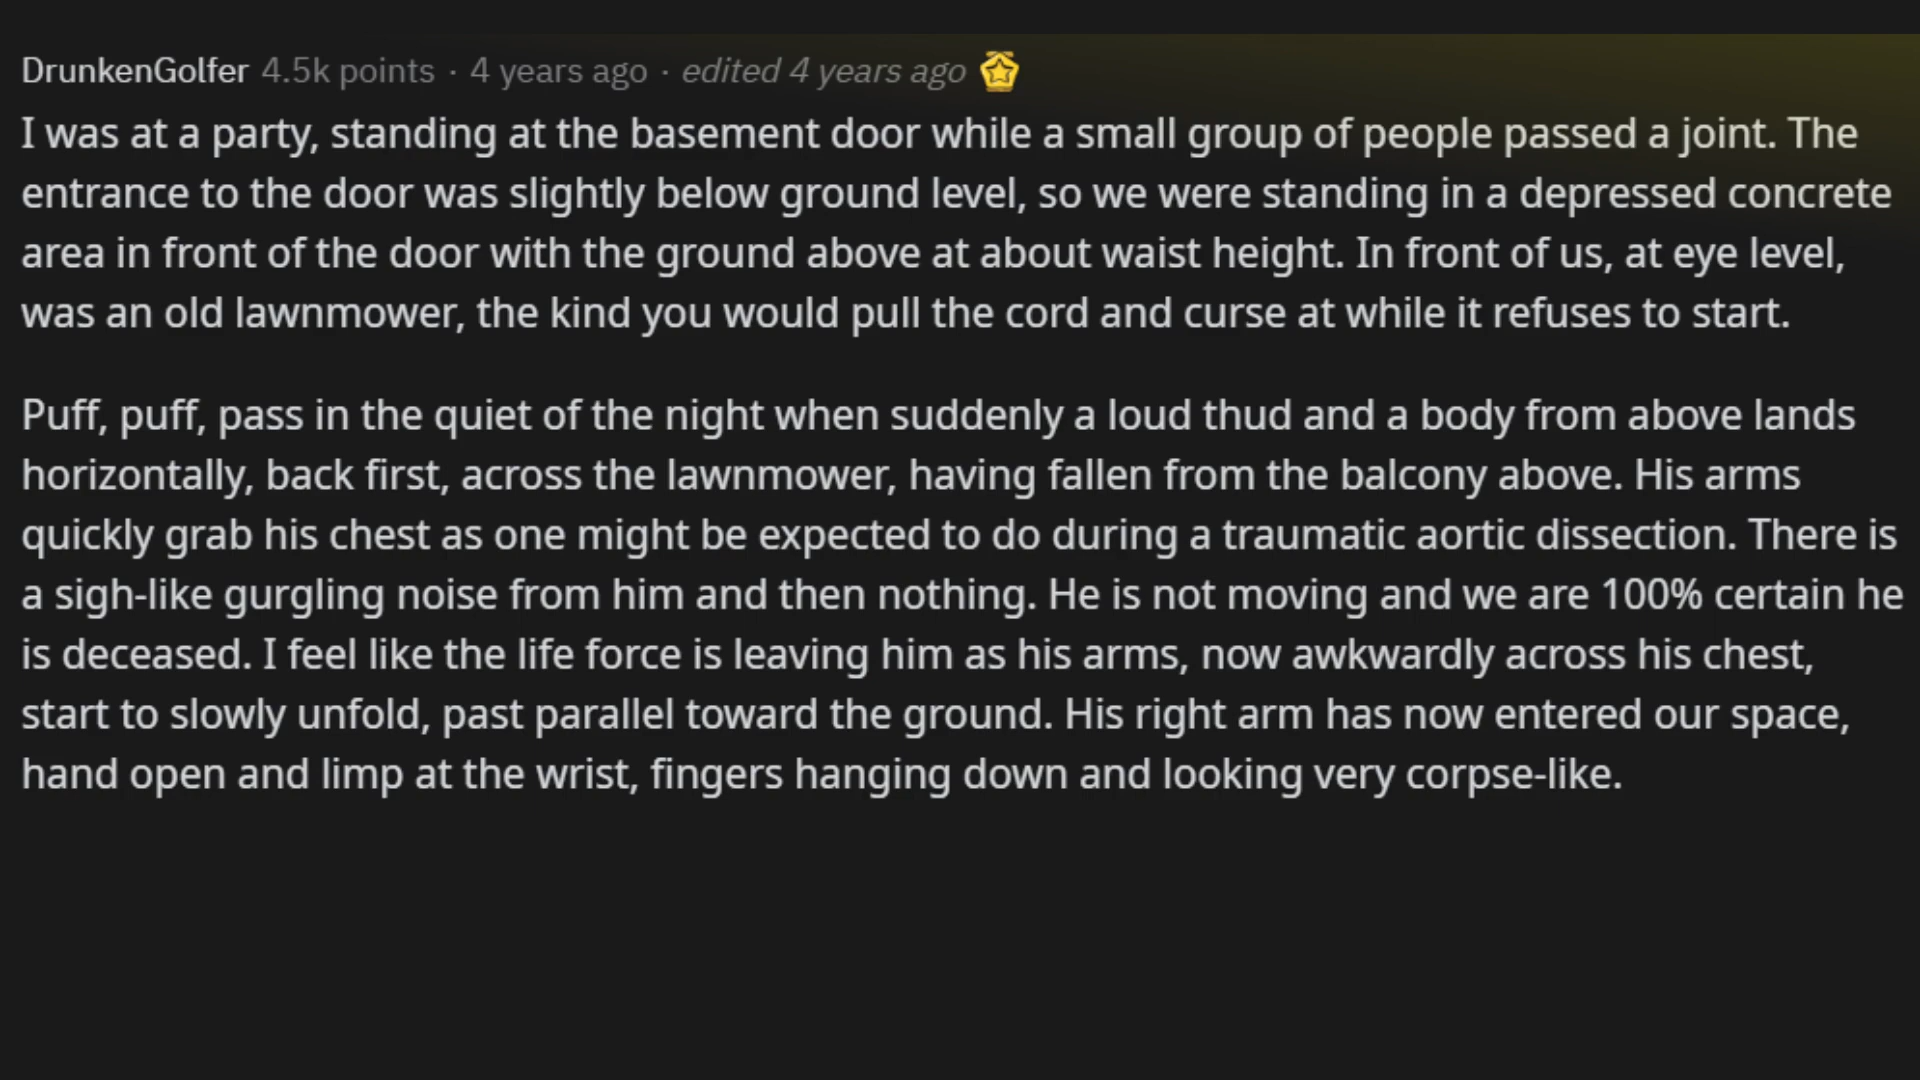 DrunkenGolfer 4.5k points · 4 years ago · edited 4 years ago
I was at a party, standing at the basement door while a small group of people passed a joint. The
entrance to the door was slightly below ground level, so we were standing in a depressed concrete
area in front of the door with the ground above at about waist height. In front of us, at eye level,
was an old lawnmower, the kind you would pull the cord and curse at while it refuses to start.
Puff, puff, pass in the quiet of the night when suddenly a loud thud and a body from above lands
horizontally, back first, across the lawnmower, having fallen from the balcony above. His arms
quickly grab his chest as one might be expected to do during a traumatic aortic dissection. There is
a sigh-like gurgling noise from him and then nothing. He is not moving and we are 100% certain he
is deceased. I feel like the life force is leaving him as his arms, now awkwardly across his chest,
start to slowly unfold, past parallel toward the ground. His right arm has now entered our space,
hand open and limp at the wrist, fingers hanging down and looking very corpse-like.